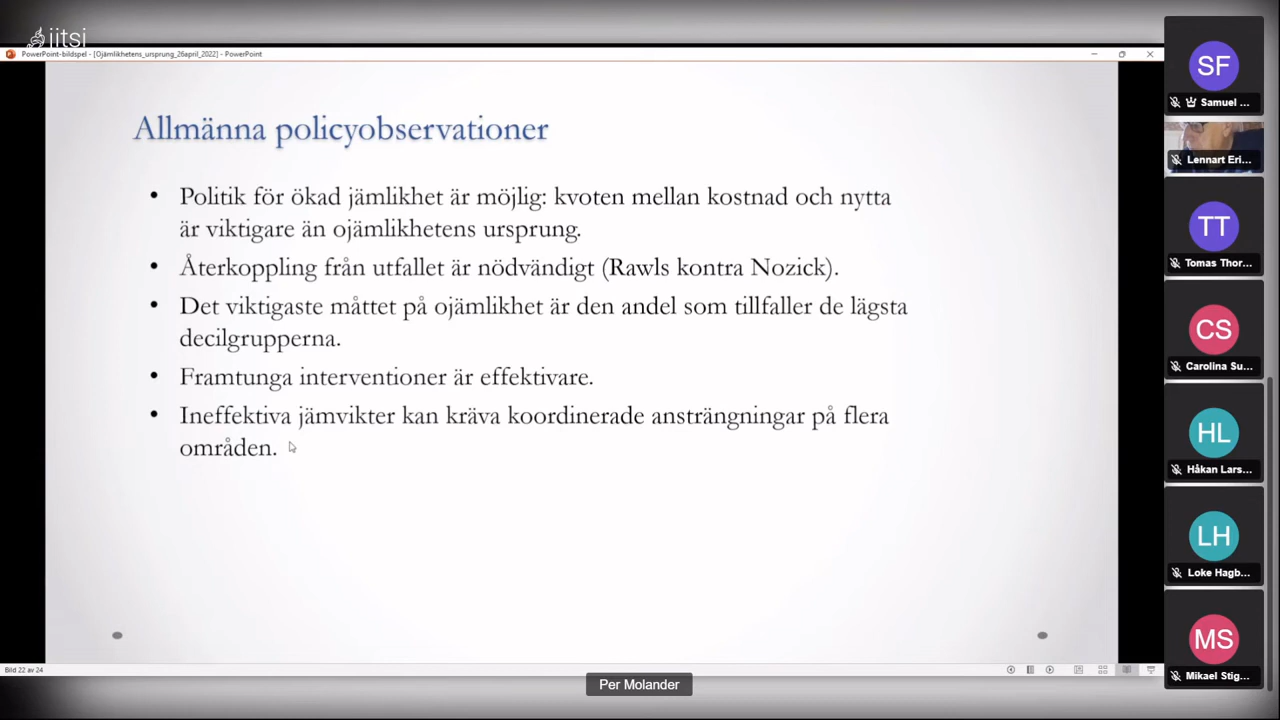 jitsi
PowerPoint-bildspel - [Ojämlikhetens_ursprung_26april_2022] - PowerPoint
Allmänna policyobservationer
• Politik för ökad jämlikhet är möjlig: kvoten mellan kostnad och nytta
är viktigare än ojämlikhetens ursprung.
• Återkoppling från utfallet är nödvändigt (Rawls kontra Nozick).
• Det viktigaste måttet på ojämlikhet är den andel som tillfaller de lägsta
decilgrupperna.
• Framtunga interventioner är effektivare.
• Ineffektiva jämvikter kan kräva koordinerade ansträngningar på flera
områden.
Bild 22 av 24
Per Molander
SF
Samuel ...
Lennart Eri...
TT
Tomas Thor...
CS
Carolina Su...
HL
Håkan Lars...
LH
Loke Hagb...
MS
Mikael Stig...